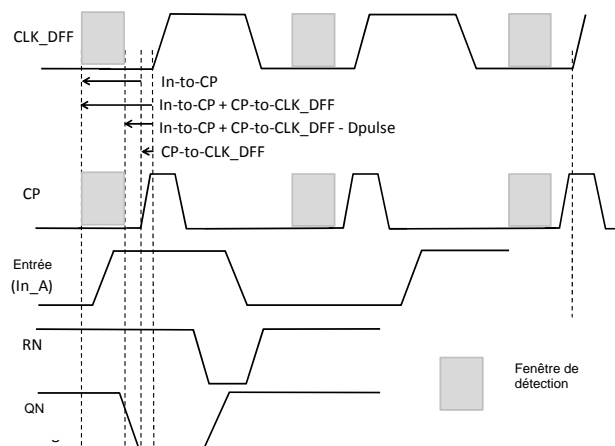 CLK_DFF
In-to-CP
In-to-CP + CP-to-CLK_DFF
In-to-CP + CP-to-CLK_DFF - Dpulse
CP-to-CLK_DFF
CP
Entrée
(In_A)
RN
Fenêtre de
détection
QN